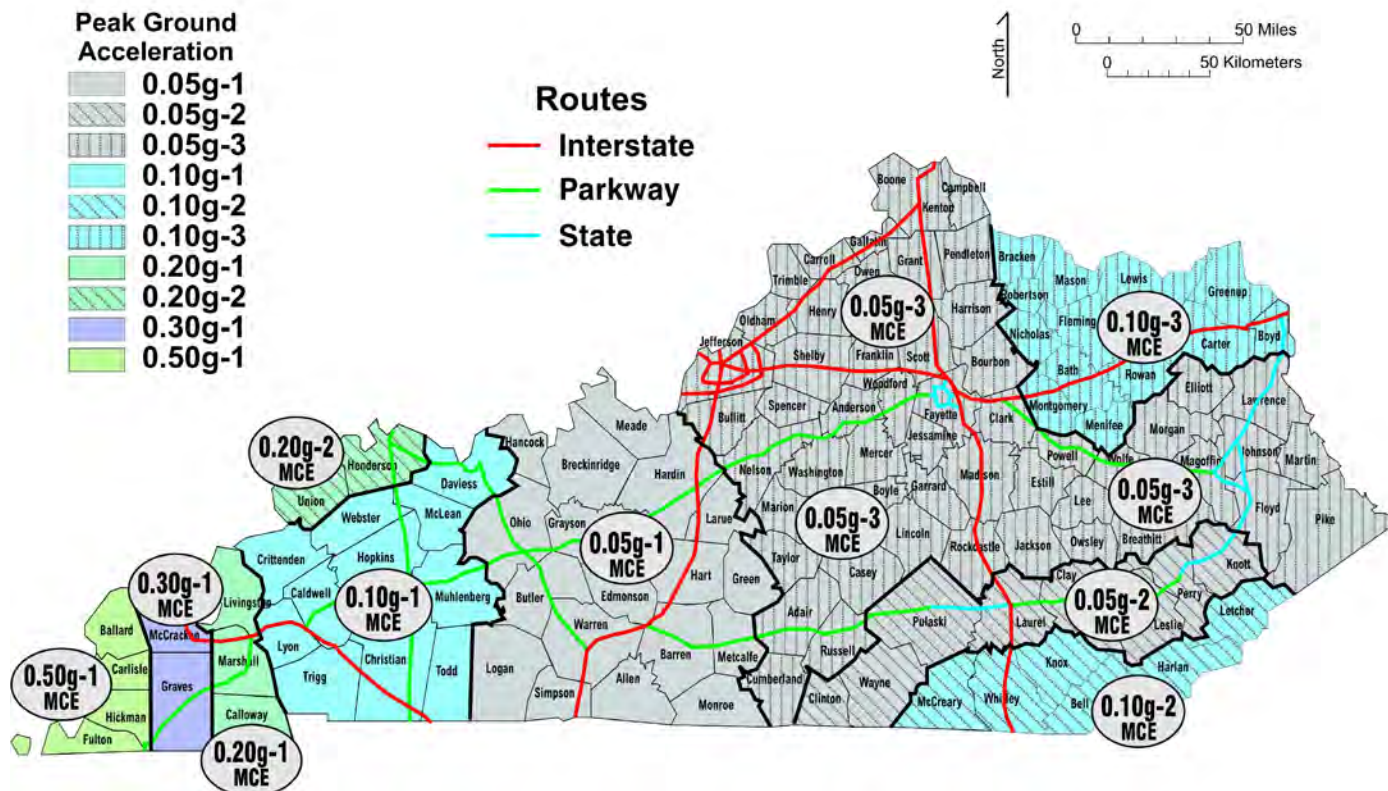 Peak Ground
Acceleration
0.05g-1
0.05g-2
0.05g-3
0.10g-1
0.10g-2
0.10g-3
0.20g-1
0.20g-2
0.30g-1
0.50g-1
Routes
Interstate
Parkway
State
North
0 50 Miles
0 50 Kilometers
Boone
Campbell
Kenton
Gallatin
Pendleton
Carroll
Grant
Owen
Trimble
Bracken
Mason
Lewis
Greenup
Robertson
Harrison
Henry
Oldham
0.05g-3
MCE
0.10g-3
MCE
Fleming
Nicholas
Boyd
Carter
Jefferson
Shelby
Franklin
Scott
Bourbon
Bath
Rowan
Elliott
Woodford
Spencer
Anderson
Fayette
Clark
Montgomery
Menifee
Lawrence
Bullitt
Jessamine
Morgan
Meade
Hancock
Breckinridge
Hardin
Nelson
Washington
Mercer
Madison
Powell
Wolfe
Magoffin
Johnson
Martin
0.20g-2
MCE
Henderson
Union
Daviess
McLean
Webster
Boyle
Garrard
Estill
Lee
0.05g-3
MCE
Floyd
Pike
Marion
0.05g-3
MCE
Ohio
Grayson
Larue
Lincoln
Rockcastle
Jackson
Owsley
Breathitt
Crittenden
Hopkins
0.05g-1
MCE
Taylor
Casey
Hart
Green
Knott
0.30g-1
MCE
Livingston
Caldwell
0.10g-1
MCE
Muhlenberg
Butler
Edmonson
Adair
Clay
Perry
Letcher
0.05g-2
MCE
Leslie
Ballard
McCracken
Lyon
Warren
Pulaski
Laurel
Russell
Carlisle
Marshall
Christian
Todd
Logan
Barren
Metcalfe
Trigg
Graves
Knox
Harlan
0.50g-1
MCE
Simpson
Allen
Cumberland
Clinton
Wayne
McCreary
Whitley
Bell
0.10g-2
MCE
Hickman
Calloway
Monroe
Fulton
0.20g-1
MCE